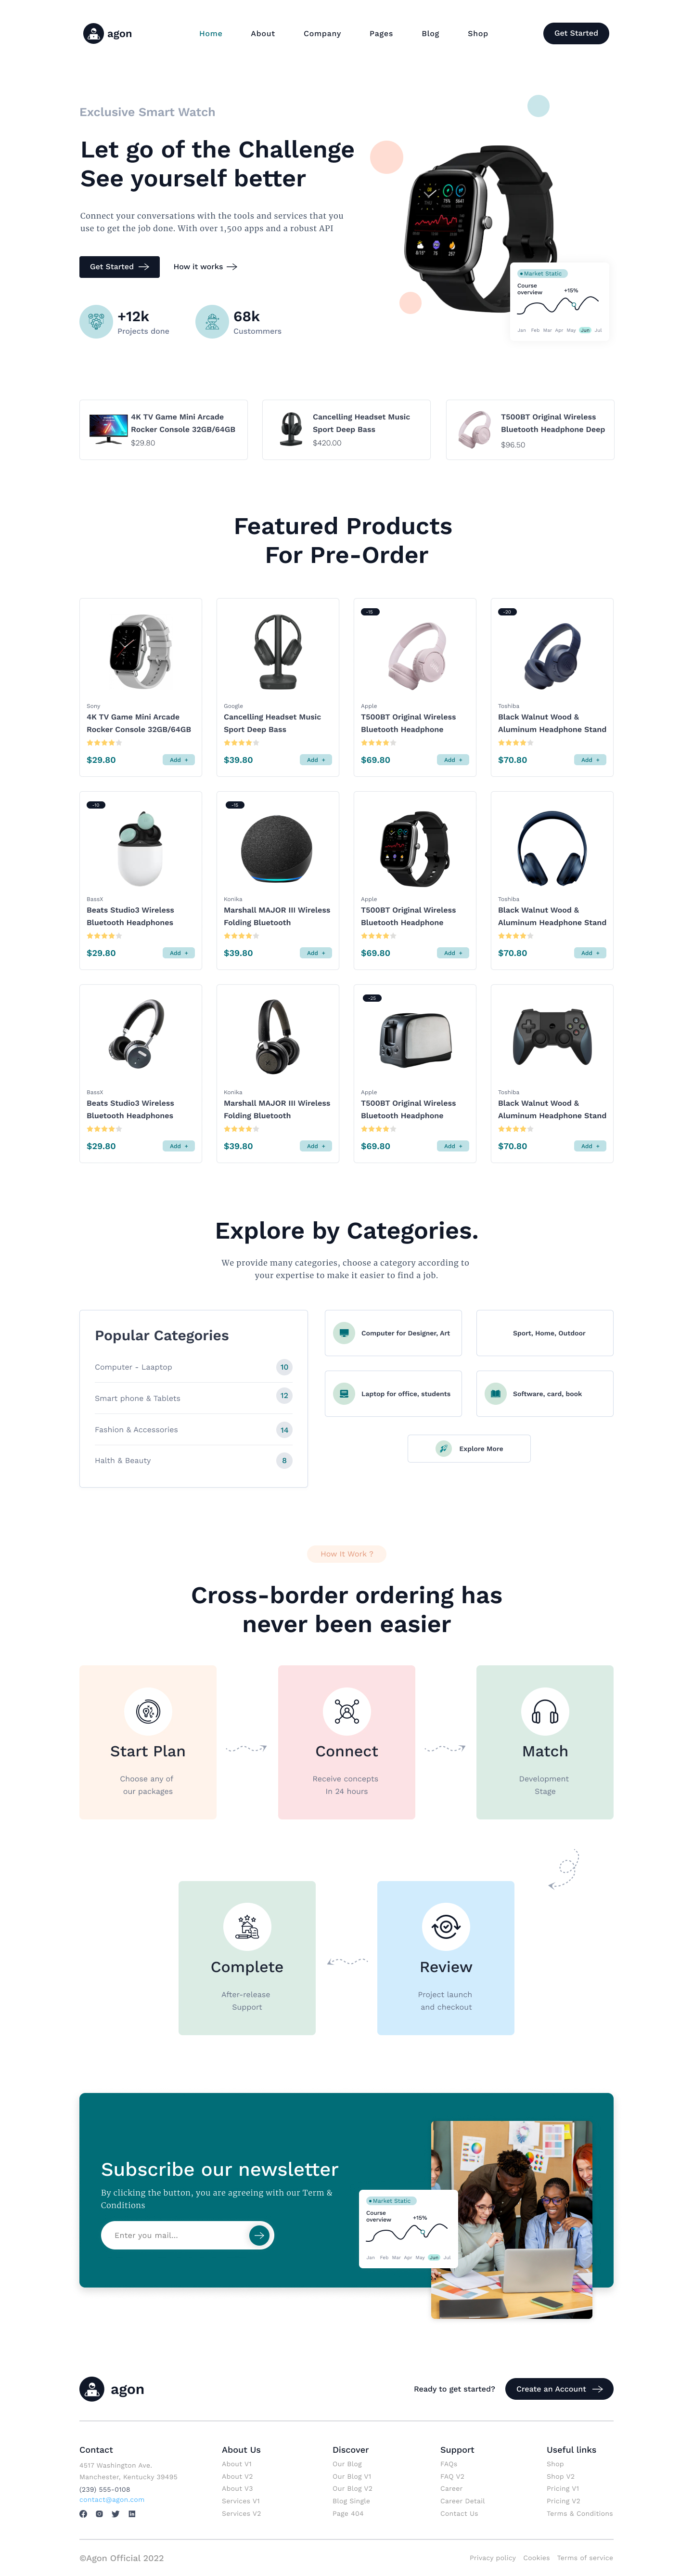 agon
Home About Company Pages Blog Shop
Get Started
Exclusive Smart Watch
Let go of the Challenge
See yourself better
Connect your conversations with the tools and services that you
use to get the job done. With over 1,500 apps and a robust API
Get Started
How it works
+12k
Projects done
68k
Custommers
Market Static
Course
overview
+15%
Jan Feb Mar Apr May Jun Jul
4K TV Game Mini Arcade
Rocker Console 32GB/64GB
$29.80
Cancelling Headset Music
Sport Deep Bass
$420.00
T500BT Original Wireless
Bluetooth Headphone Deep
$96.50
Featured Products
For Pre-Order
Sony
4K TV Game Mini Arcade
Rocker Console 32GB/64GB
$29.80
Add +
Google
Cancelling Headset Music
Sport Deep Bass
$39.80
Add +
-15
Apple
T500BT Original Wireless
Bluetooth Headphone
$69.80
Add +
-20
Toshiba
Black Walnut Wood &
Aluminum Headphone Stand
$70.80
Add +
-10
BassX
Beats Studio3 Wireless
Bluetooth Headphones
$29.80
Add +
-15
Konika
Marshall MAJOR III Wireless
Folding Bluetooth
$39.80
Add +
Apple
T500BT Original Wireless
Bluetooth Headphone
$69.80
Add +
Toshiba
Black Walnut Wood &
Aluminum Headphone Stand
$70.80
Add +
BassX
Beats Studio3 Wireless
Bluetooth Headphones
$29.80
Add +
Konika
Marshall MAJOR III Wireless
Folding Bluetooth
$39.80
Add +
-25
Apple
T500BT Original Wireless
Bluetooth Headphone
$69.80
Add +
Toshiba
Black Walnut Wood &
Aluminum Headphone Stand
$70.80
Add +
Explore by Categories.
We provide many categories, choose a category according to
your expertise to make it easier to find a job.
Popular Categories
Computer - Laaptop
10
Smart phone & Tablets
12
Fashion & Accessories
14
Halth & Beauty
8
Computer for Designer, Art
Sport, Home, Outdoor
Laptop for office, students
Software, card, book
Explore More
How It Work ?
Cross-border ordering has
never been easier
Start Plan
Choose any of
our packages
Connect
Receive concepts
In 24 hours
Match
Development
Stage
Complete
After-release
Support
Review
Project launch
and checkout
Subscribe our newsletter
By clicking the button, you are agreeing with our Term &
Conditions
Enter you mail...
Market Static
Course
overview
+15%
Jan Feb Mar Apr May Jun Jul
agon
Ready to get started?
Create an Account
Contact
4517 Washington Ave.
Manchester, Kentucky 39495
(239) 555-0108
contact@agon.com
About Us
About V1
About V2
About V3
Services V1
Services V2
Discover
Our Blog
Our Blog V1
Our Blog V2
Blog Single
Page 404
Support
FAQs
FAQ V2
Career
Career Detail
Contact Us
Useful links
Shop
Shop V2
Pricing V1
Pricing V2
Terms & Conditions
©Agon Official 2022
Privacy policy Cookies Terms of service